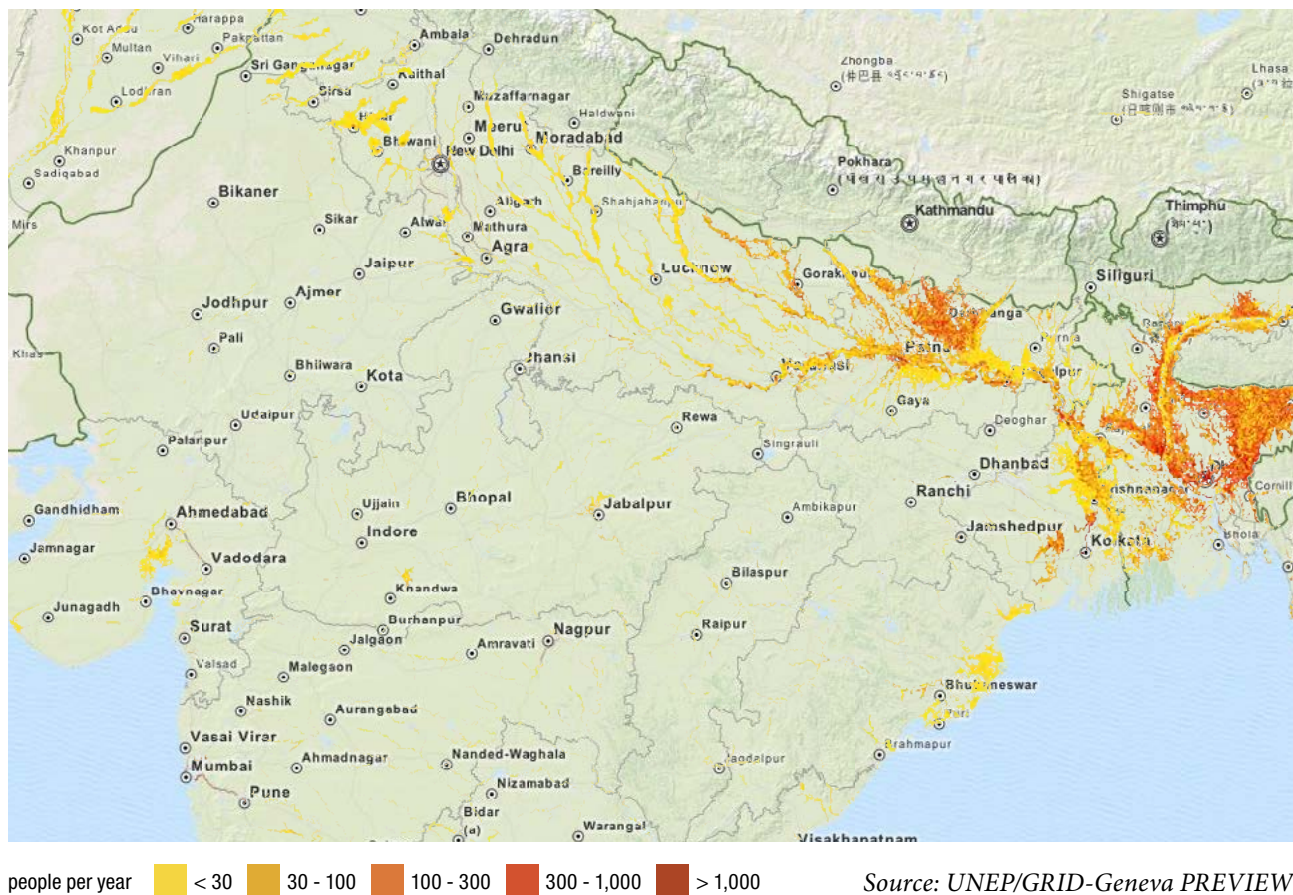 Harappa
Kot Addu
Multan
Pakpattan
Vihari
Ambala
Dehradun
Sri Ganganagar
Kaithal
Zhongba
Lhasa
Lodhran
Sirsa
Muzaffarnagar
Shigatse
Haldwani
Meerut
Moradabad
Bhiwani
New Delhi
Khanpur
Sadiqabad
Bareilly
Pokhara
Bikaner
Aligarh
Shahjahanpur
Thimphu
Mirs
Sikar
Alwar
Mathura
Kathmandu
Agra
Jaipur
Lucknow
Gorakhpur
Siliguri
Jodhpur
Ajmer
Gwalior
Darbhanga
Pali
Patna
Purnia
Khas
Bhilwara
Kota
Jhansi
Varanasi
Gaya
Udaipur
Rewa
Deoghar
Palanpur
Singrauli
Dhanbad
Gandhidham
Ahmedabad
Ujjain
Bhopal
Jabalpur
Ambikapur
Ranchi
Indore
Jamshedpur
Kolkata
Bhola
Jamnagar
Vadodara
Bilaspur
Khandwa
Junagadh
Surat
Burhanpur
Nagpur
Raipur
Jalgaon
Amravati
Valsad
Malegaon
Bhubaneswar
Nashik
Aurangabad
Puri
Vasai Virar
Ahmadnagar
Nanded-Waghala
Brahmapur
Mumbai
Jagdalpur
Pune
Nizamabad
Bidar
(a)
Warangal
Visakhapatnam
people per year
< 30
30 - 100
100 - 300
300 - 1,000
> 1,000
Source: UNEP/GRID-Geneva PREVIEW